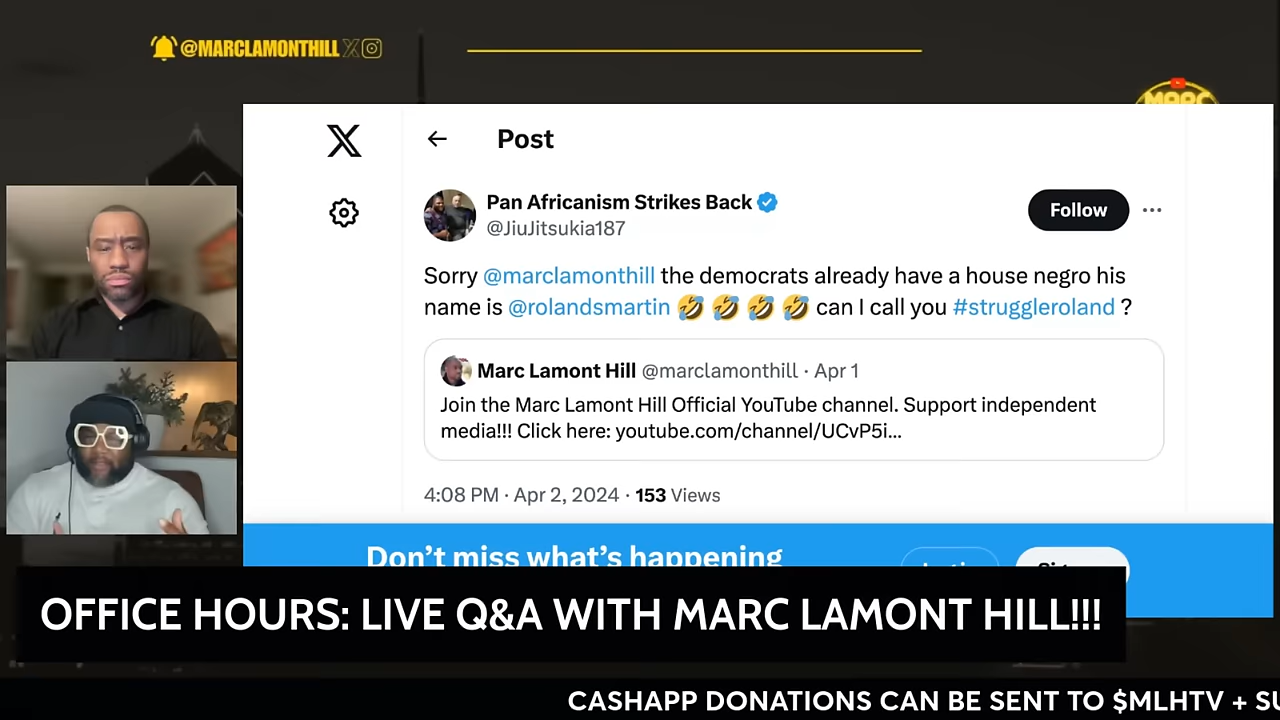 @MARCLAMONTHILL
MARC
Post
Pan Africanism Strikes Back
@JiuJitsukia187
Follow
Sorry @marclamonthill the democrats already have a house negro his
name is @rolandsmartin 🤣 🤣 🤣 🤣 can I call you #struggleroland ?
Marc Lamont Hill @marclamonthill · Apr 1
Join the Marc Lamont Hill Official YouTube channel. Support independent
media!!! Click here: youtube.com/channel/UCvP5i...
4:08 PM · Apr 2, 2024 · 153 Views
Don't miss what's happening
OFFICE HOURS: LIVE Q&A WITH MARC LAMONT HILL!!!
CASHAPP DONATIONS CAN BE SENT TO $MLHTV +